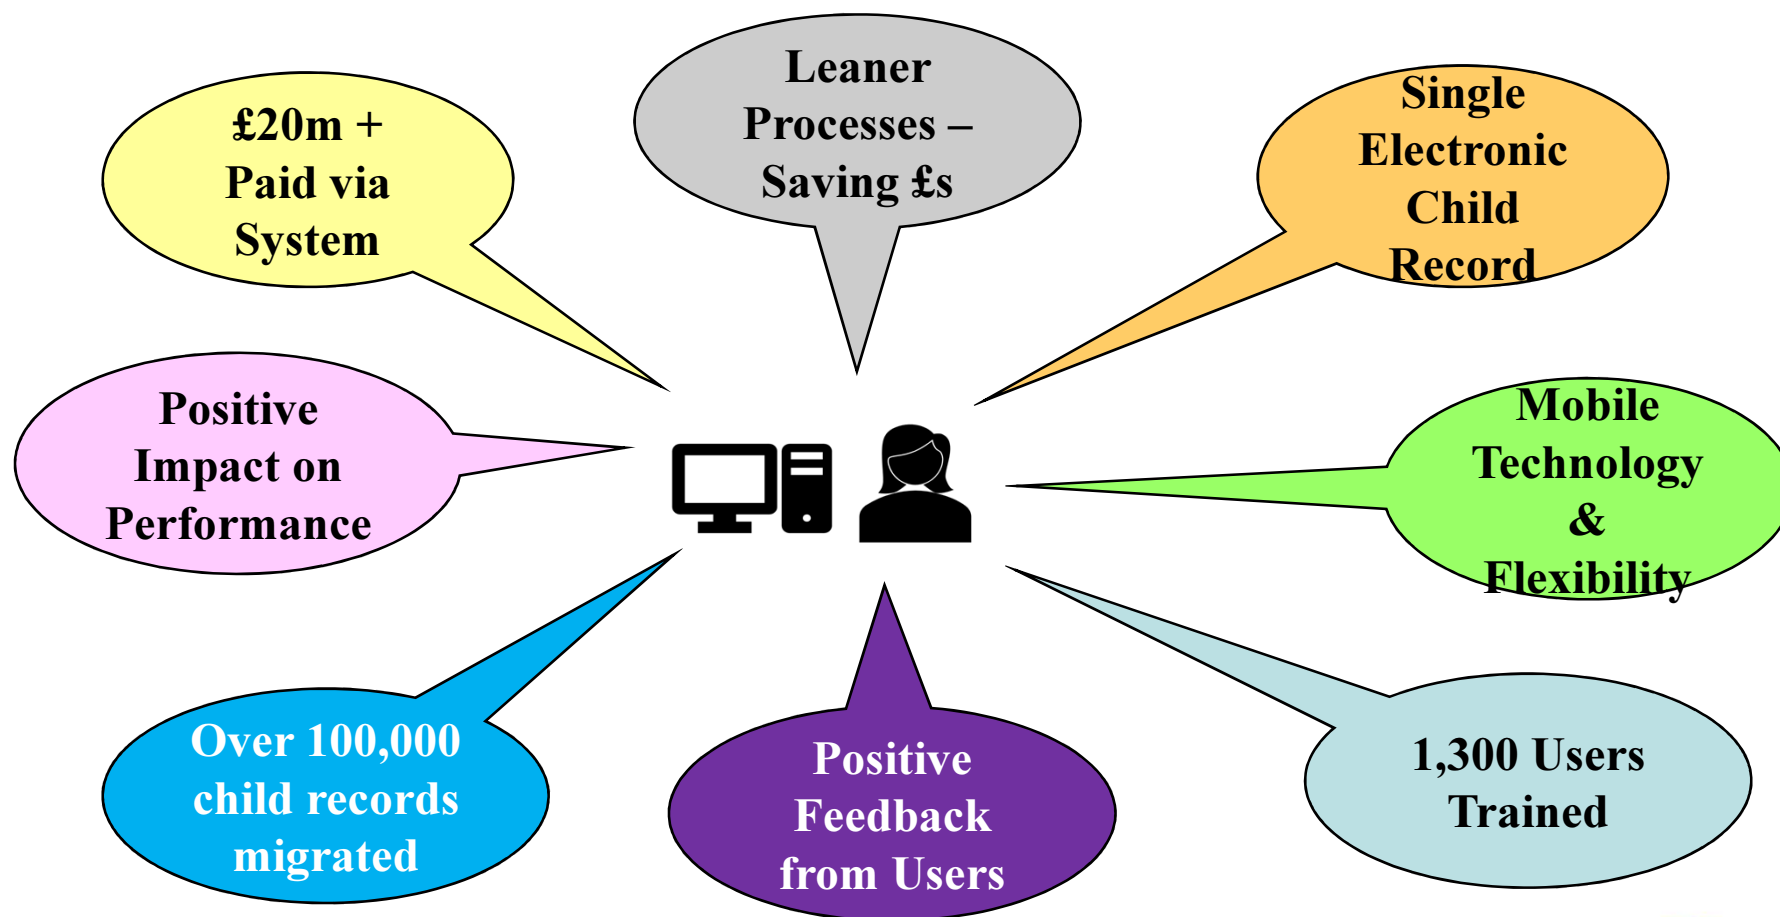 £20m +
Paid via
System
Leaner
Processes –
Saving £s
Single
Electronic
Child
Record
Positive
Impact on
Performance
Mobile
Technology
&
Flexibility
Over 100,000
child records
migrated
Positive
Feedback
from Users
1,300 Users
Trained